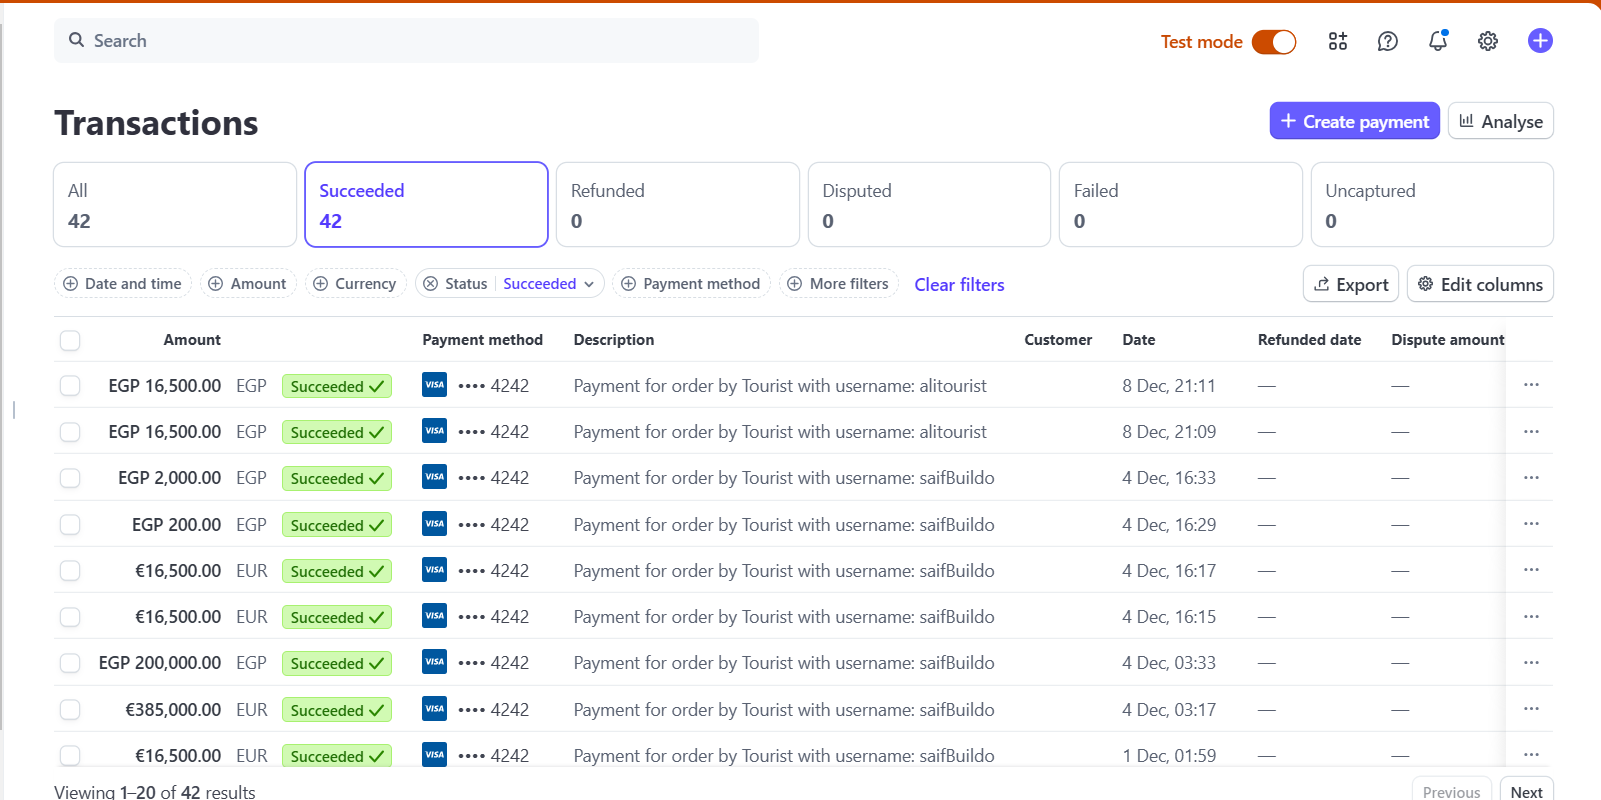 Search
Test mode
Transactions
Create payment
Analyse
All
42
Succeeded
42
Refunded
0
Disputed
0
Failed
0
Uncaptured
0
Date and time
Amount
Currency
Status Succeeded
Payment method
More filters
Clear filters
Export
Edit columns
Amount Payment method Description Customer Date Refunded date Dispute amount
EGP 16,500.00 EGP Succeeded VISA •••• 4242 Payment for order by Tourist with username: alitourist 8 Dec, 21:11 — — ···
EGP 16,500.00 EGP Succeeded VISA •••• 4242 Payment for order by Tourist with username: alitourist 8 Dec, 21:09 — — ···
EGP 2,000.00 EGP Succeeded VISA •••• 4242 Payment for order by Tourist with username: saifBuildo 4 Dec, 16:33 — — ···
EGP 200.00 EGP Succeeded VISA •••• 4242 Payment for order by Tourist with username: saifBuildo 4 Dec, 16:29 — — ···
€16,500.00 EUR Succeeded VISA •••• 4242 Payment for order by Tourist with username: saifBuildo 4 Dec, 16:17 — — ···
€16,500.00 EUR Succeeded VISA •••• 4242 Payment for order by Tourist with username: saifBuildo 4 Dec, 16:15 — — ···
EGP 200,000.00 EGP Succeeded VISA •••• 4242 Payment for order by Tourist with username: saifBuildo 4 Dec, 03:33 — — ···
€385,000.00 EUR Succeeded VISA •••• 4242 Payment for order by Tourist with username: saifBuildo 4 Dec, 03:17 — — ···
€16,500.00 EUR Succeeded VISA •••• 4242 Payment for order by Tourist with username: saifBuildo 1 Dec, 01:59 — — ···
Viewing 1–20 of 42 results
Previous
Next